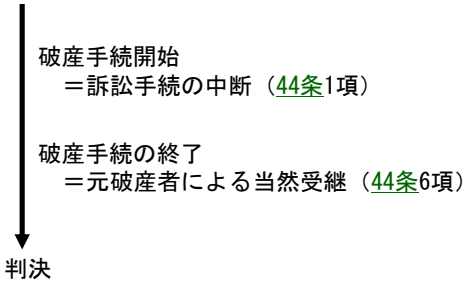 破産手続開始
＝訴訟手続の中断（44条1項）
破産手続の終了
＝元破産者による当然受継（44条6項）
判決